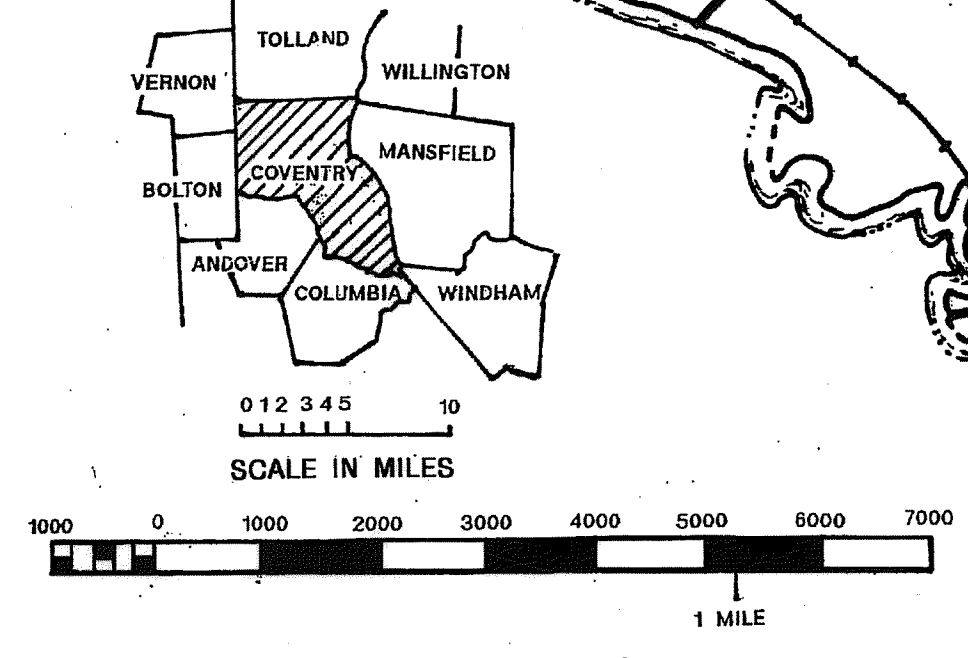 TOLLAND
WILLINGTON
VERNON
MANSFIELD
COVENTRY
BOLTON
ANDOVER
COLUMBIA
WINDHAM
0 1 2 3 4 5 10
SCALE IN MILES
1000 0 1000 2000 3000 4000 5000 6000 7000
1 MILE